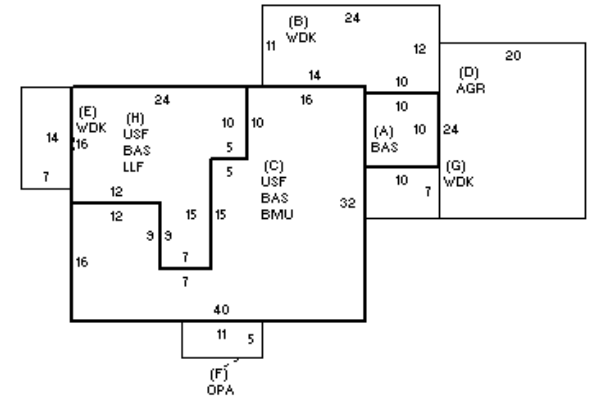 (B) 24
WDK
11
12
14
10
20
(D)
AGR
24
16
(E)
WDK
16
14
7
(H)
USF
BAS
LLF
10 10
5
5
10
10
(A)
BAS
24
(G)
WDK
10
7
(C)
USF
BAS
BMU
32
12
12
9 9
15 15
7
7
16
40
11 5
(F)
OPA